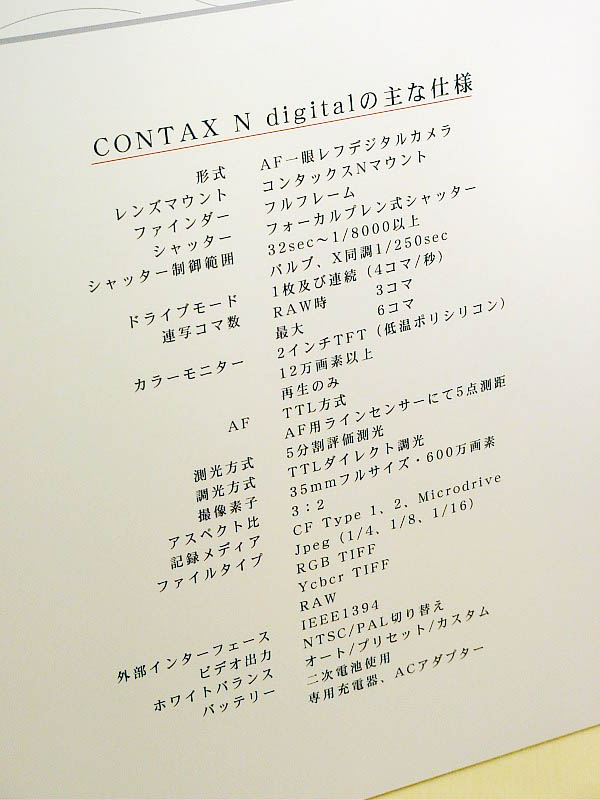 CONTAX N digitalの主な仕様
形式 AF一眼レフデジタルカメラ
レンズマウント コンタックスNマウント
ファインダー フルフレーム
シャッター フォーカルプレン式シャッター
シャッター制御範囲 32sec～1/8000以上
バルブ、X同調1/250sec
ドライブモード 1枚及び連続（4コマ/秒）
連写コマ数 RAW時 3コマ
最大 6コマ
カラーモニター 2インチTFT（低温ポリシリコン）
12万画素以上
再生のみ
AF TTL方式
AF用ラインセンサーにて5点測距
測光方式 5分割評価測光
調光方式 TTLダイレクト調光
撮像素子 35mmフルサイズ・600万画素
アスペクト比 3：2
記録メディア CF Type 1、2、Microdrive
ファイルタイプ Jpeg（1/4、1/8、1/16）
RGB TIFF
Ycbcr TIFF
RAW
外部インターフェース IEEE1394
ビデオ出力 NTSC/PAL切り替え
ホワイトバランス オート/プリセット/カスタム
バッテリー 二次電池使用
専用充電器、ACアダプター